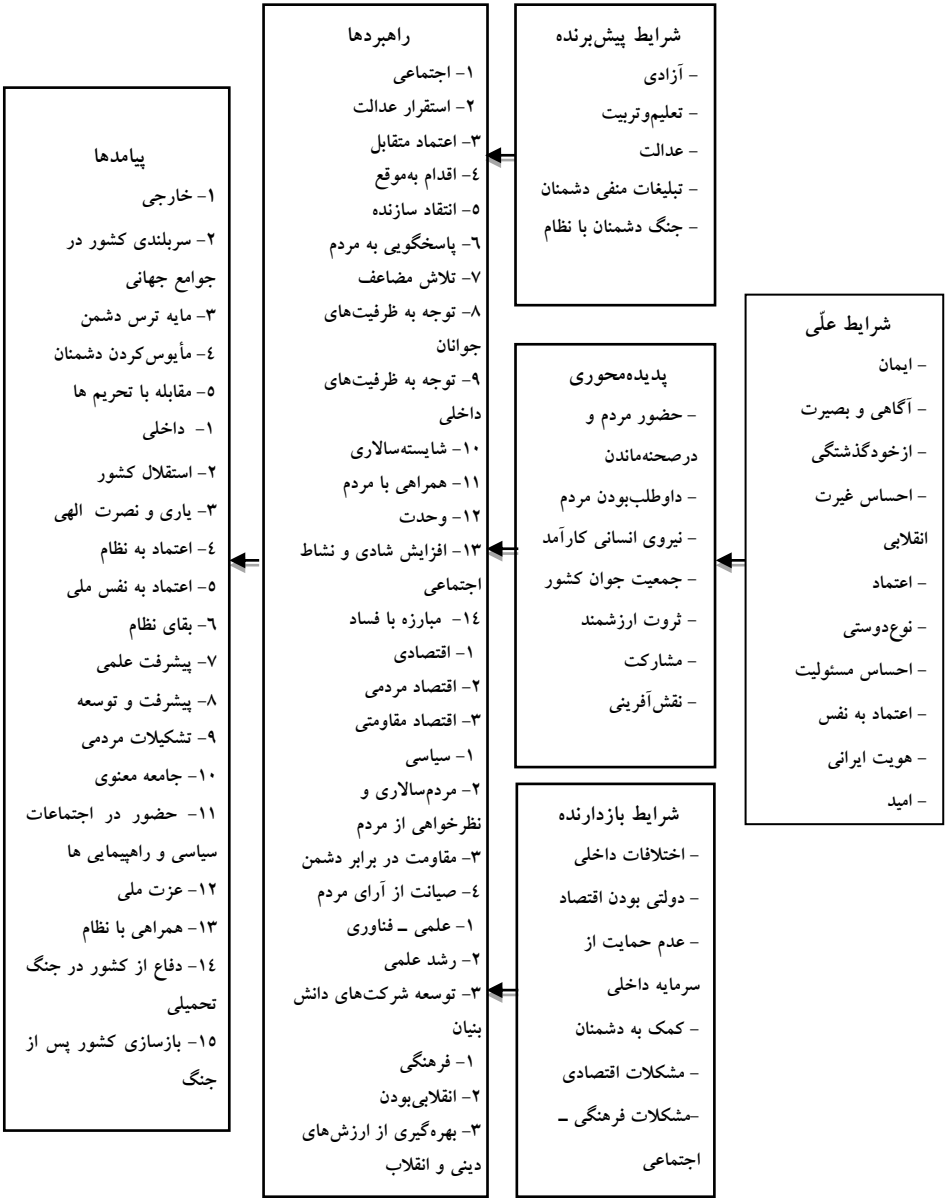 شرایط علّی
- ایمان
- آگاهی و بصیرت
- ازخودگذشتگی
- احساس غیرت
انقلابی
- اعتماد
- نوع‌دوستی
- احساس مسئولیت
- اعتماد به نفس
- هویت ایرانی
- امید
شرایط پیش‌برنده
- آزادی
- تعلیم‌وتربیت
- عدالت
- تبلیغات منفی دشمنان
- جنگ دشمنان با نظام
پدیده‌محوری
- حضور مردم و
درصحنه‌ماندن
- داوطلب‌بودن مردم
- نیروی انسانی کارآمد
- جمعیت جوان کشور
- ثروت ارزشمند
- مشارکت
- نقش‌آفرینی
شرایط بازدارنده
- اختلافات داخلی
- دولتی بودن اقتصاد
- عدم حمایت از
سرمایه داخلی
- کمک به دشمنان
- مشکلات اقتصادی
-مشکلات فرهنگی –
اجتماعی
راهبردها
۱- اجتماعی
۲- استقرار عدالت
۳- اعتماد متقابل
٤- اقدام به‌موقع
٥- انتقاد سازنده
٦- پاسخگویی به مردم
۷- تلاش مضاعف
۸- توجه به ظرفیت‌های
جوانان
۹- توجه به ظرفیت‌های
داخلی
۱۰- شایسته‌سالاری
۱۱- همراهی با مردم
۱۲- وحدت
۱۳- افزایش شادی و نشاط
اجتماعی
۱٤- مبارزه با فساد
۱- اقتصادی
۲- اقتصاد مردمی
۳- اقتصاد مقاومتی
۱- سیاسی
۲- مردم‌سالاری و
نظرخواهی از مردم
۳- مقاومت در برابر دشمن
٤- صیانت از آرای مردم
۱- علمی – فناوری
۲- رشد علمی
۳- توسعه شرکت‌های دانش
بنیان
۱- فرهنگی
۲- انقلابی‌بودن
۳- بهره‌گیری از ارزش‌های
دینی و انقلاب
پیامدها
۱- خارجی
۲- سربلندی کشور در
جوامع جهانی
۳- مایه ترس دشمن
٤- مأیوس‌کردن دشمنان
٥- مقابله با تحریم ها
۱- داخلی
۲- استقلال کشور
۳- یاری و نصرت الهی
٤- اعتماد به نظام
٥- اعتماد به نفس ملی
٦- بقای نظام
۷- پیشرفت علمی
۸- پیشرفت و توسعه
۹- تشکیلات مردمی
۱۰- جامعه معنوی
۱۱- حضور در اجتماعات
سیاسی و راهپیمایی ها
۱۲- عزت ملی
۱۳- همراهی با نظام
۱٤- دفاع از کشور در جنگ
تحمیلی
۱٥- بازسازی کشور پس از
جنگ